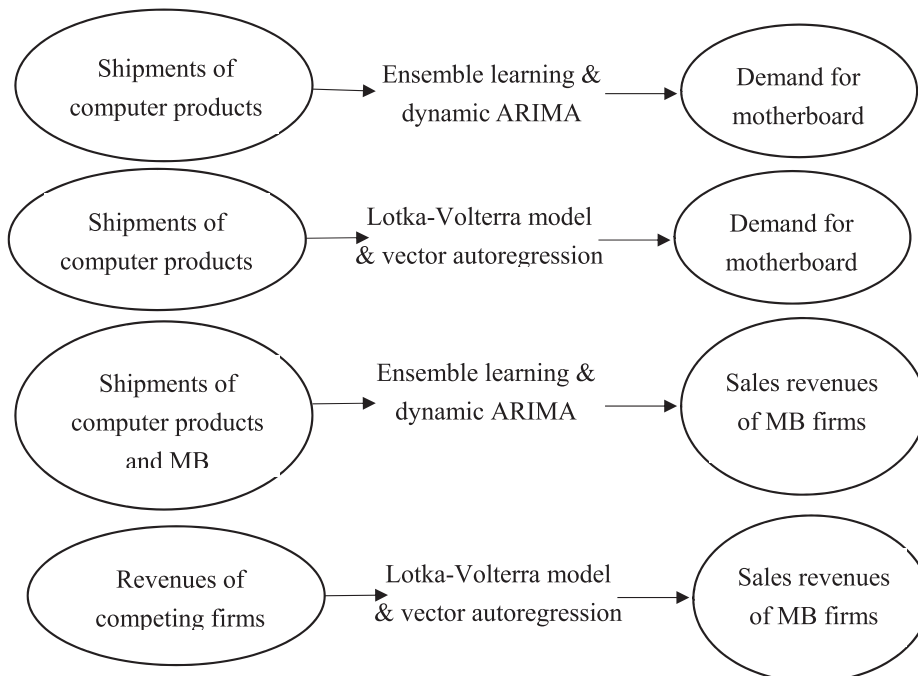 Shipments of
computer products
Ensemble learning &
dynamic ARIMA
Demand for
motherboard
Shipments of
computer products
Lotka-Volterra model
& vector autoregression
Demand for
motherboard
Shipments of
computer products
and MB
Ensemble learning &
dynamic ARIMA
Sales revenues
of MB firms
Revenues of
competing firms
Lotka-Volterra model
& vector autoregression
Sales revenues
of MB firms